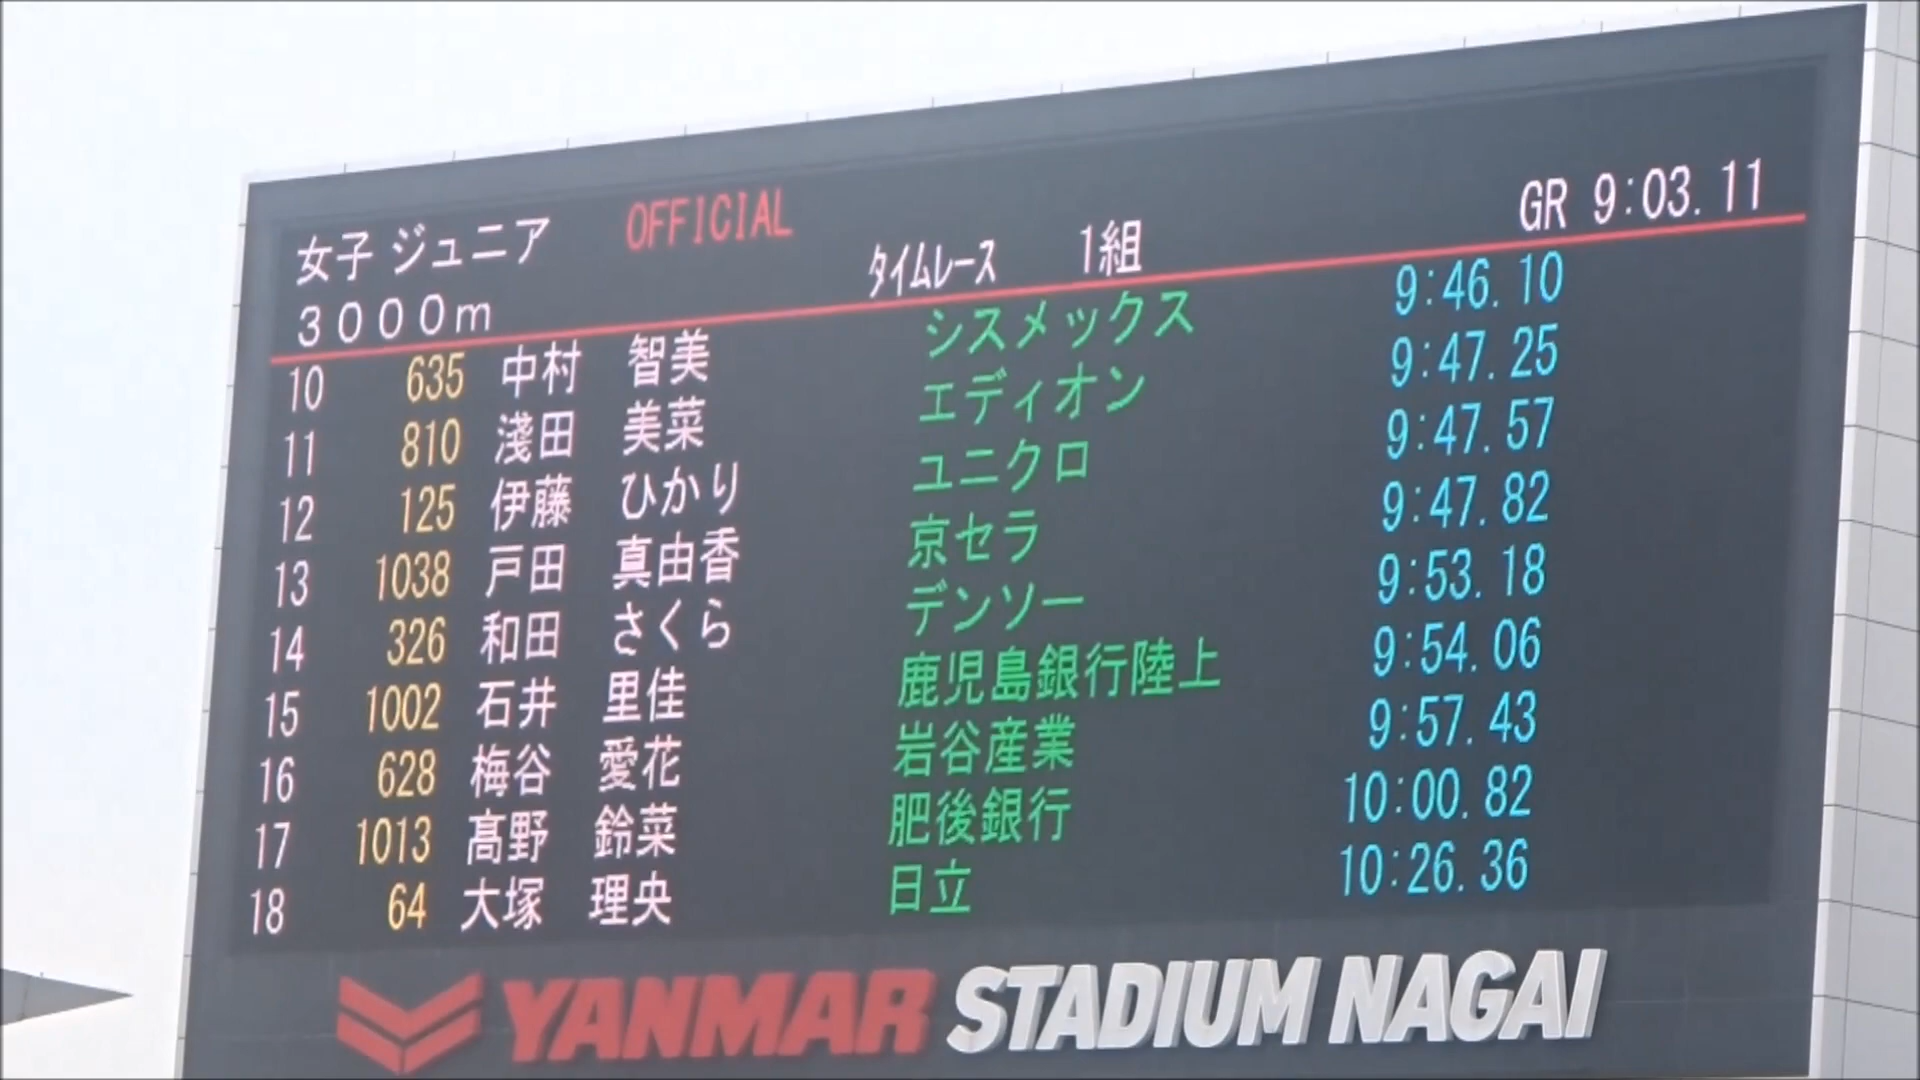 女子 ジュニア OFFICIAL
3000m タイムレース 1組 GR 9:03.11
10 635 中村 智美 シスメックス 9:46.10
11 810 淺田 美菜 エディオン 9:47.25
12 125 伊藤 ひかり ユニクロ 9:47.57
13 1038 戸田 真由香 京セラ 9:47.82
14 326 和田 さくら デンソー 9:53.18
15 1002 石井 里佳 鹿児島銀行陸上 9:54.06
16 628 梅谷 愛花 岩谷産業 9:57.43
17 1013 髙野 鈴菜 肥後銀行 10:00.82
18 64 大塚 理央 日立 10:26.36
YANMAR STADIUM NAGAI